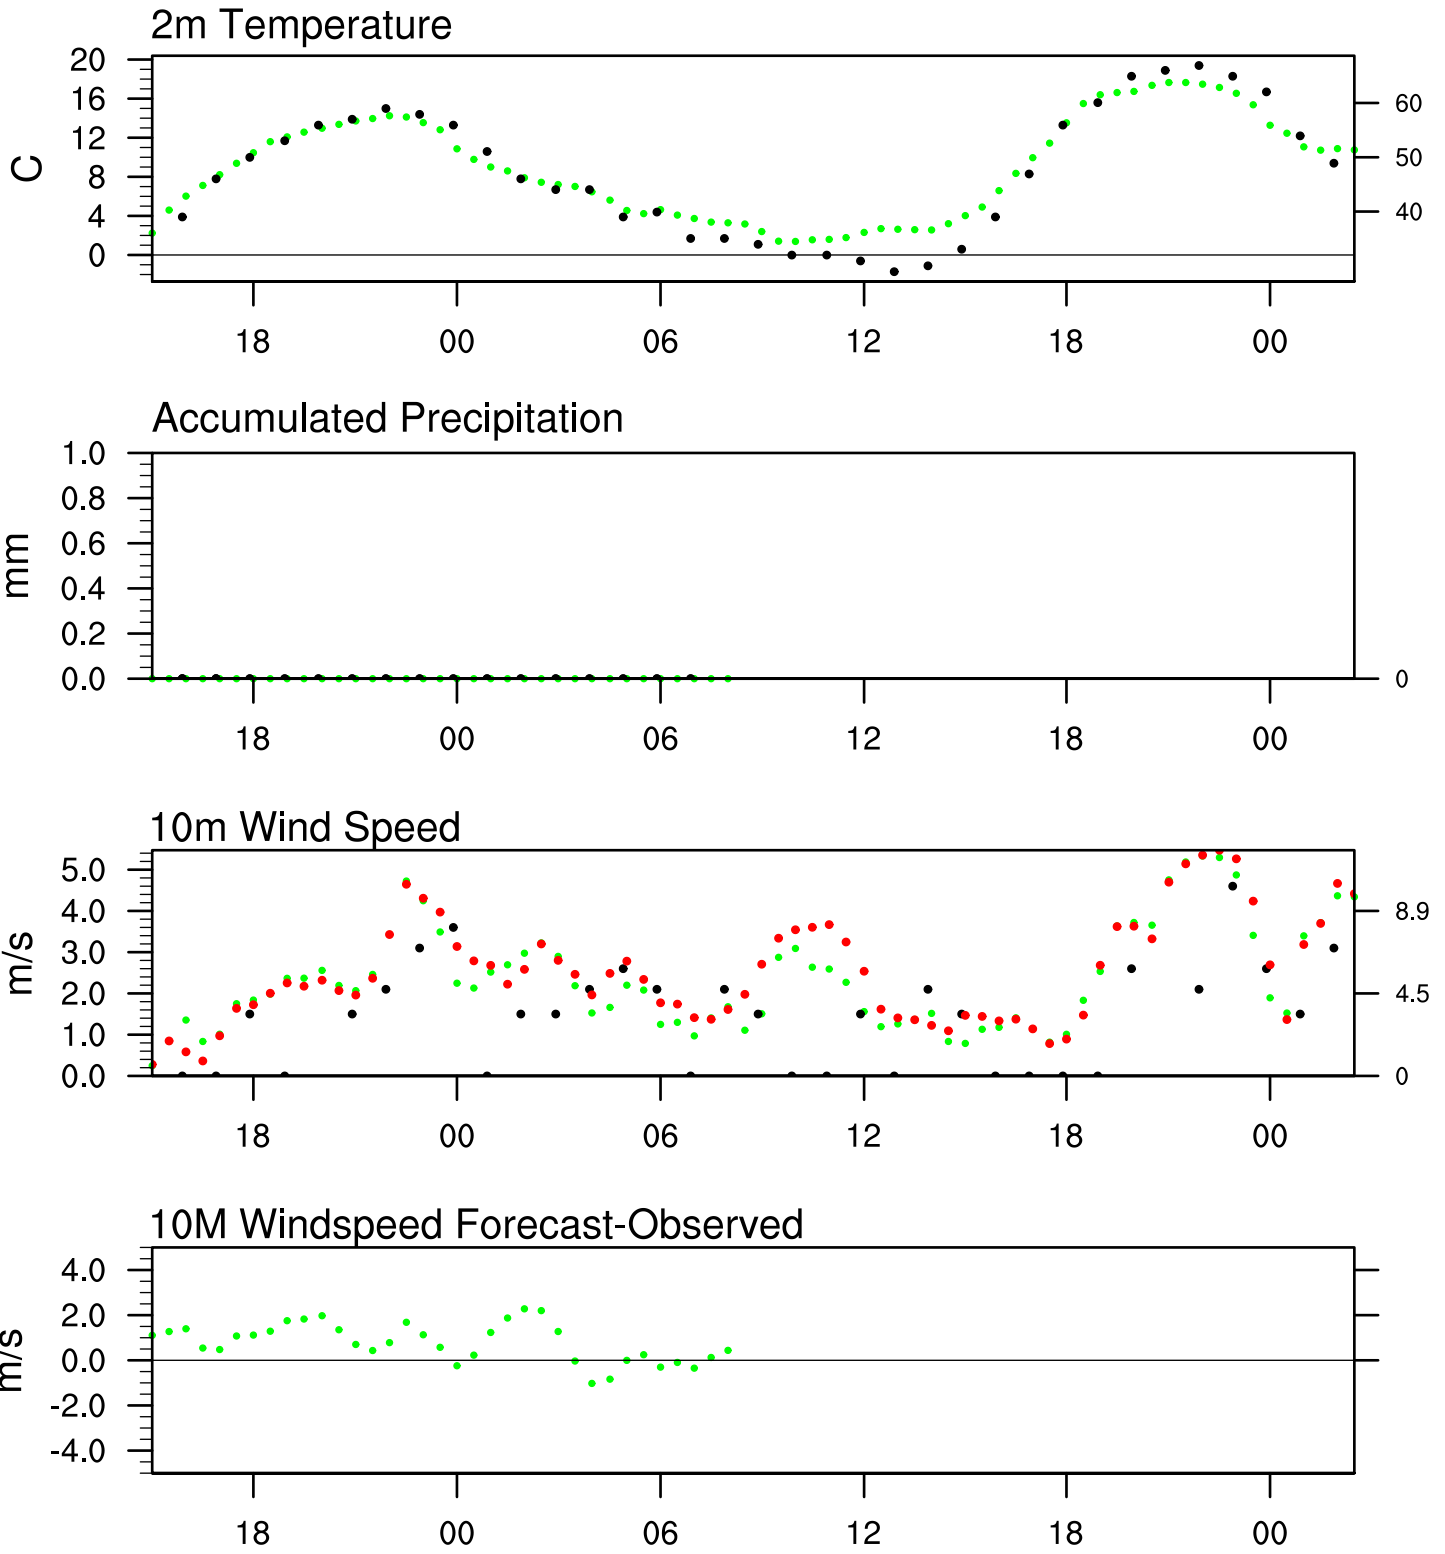 2m Temperature
20
16
12
8
4
0
C
60
50
40
18 00 06 12 18 00
Accumulated Precipitation
1.0
0.8
0.6
0.4
0.2
0.0
mm
0
18 00 06 12 18 00
10m Wind Speed
5.0
4.0
3.0
2.0
1.0
0.0
m/s
8.9
4.5
0
18 00 06 12 18 00
10M Windspeed Forecast-Observed
4.0
2.0
0.0
-2.0
-4.0
m/s
18 00 06 12 18 00